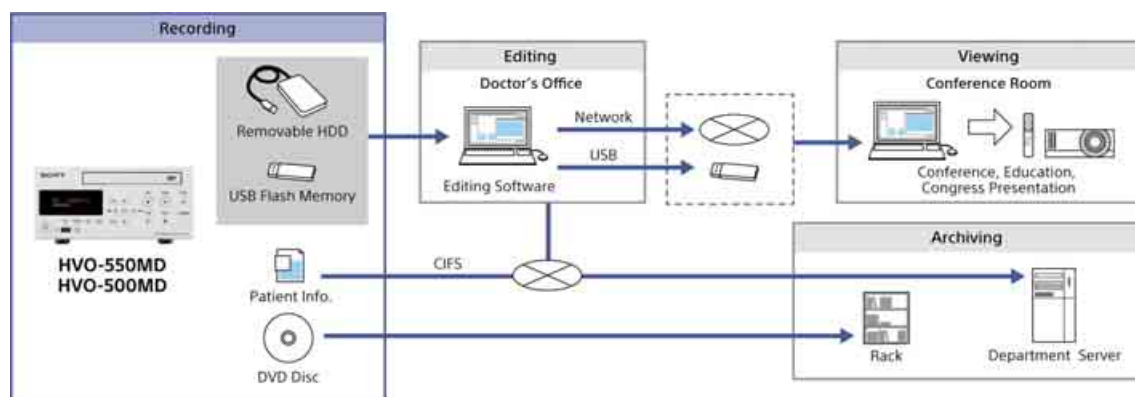 Recording
Removable HDD
USB Flash Memory
SONY
HVO-550MD
HVO-500MD
Patient Info.
DVD Disc
Editing
Doctor's Office
Editing Software
Network
USB
CIFS
Viewing
Conference Room
Conference, Education,
Congress Presentation
Archiving
Rack
Department Server